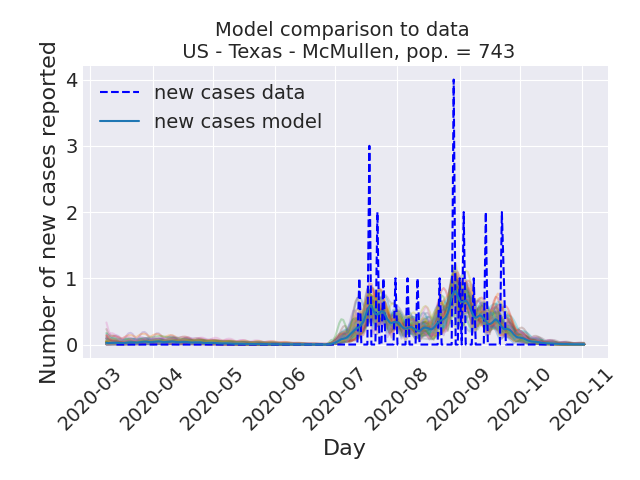 Model comparison to data
US - Texas - McMullen, pop. = 743
Number of new cases reported
4
3
2
1
0
new cases data
new cases model
2020-03
2020-04
2020-05
2020-06
2020-07
2020-08
2020-09
2020-10
2020-11
Day